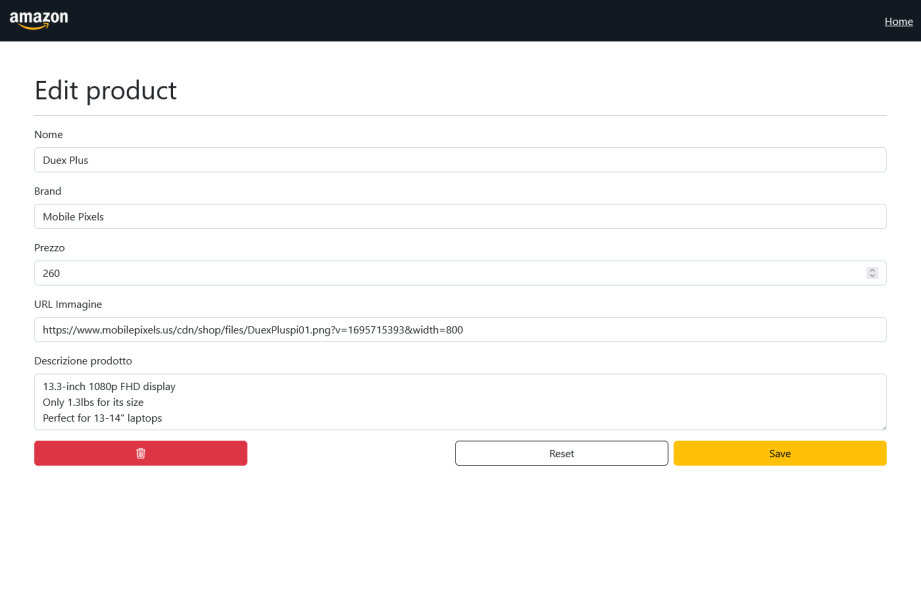 amazon
Home
Edit product
Nome
Duex Plus
Brand
Mobile Pixels
Prezzo
260
URL Immagine
https://www.mobilepixels.us/cdn/shop/files/DuexPluspi01.png?v=1695715393&width=800
Descrizione prodotto
13.3-inch 1080p FHD display
Only 1.3lbs for its size
Perfect for 13-14" laptops
Reset
Save